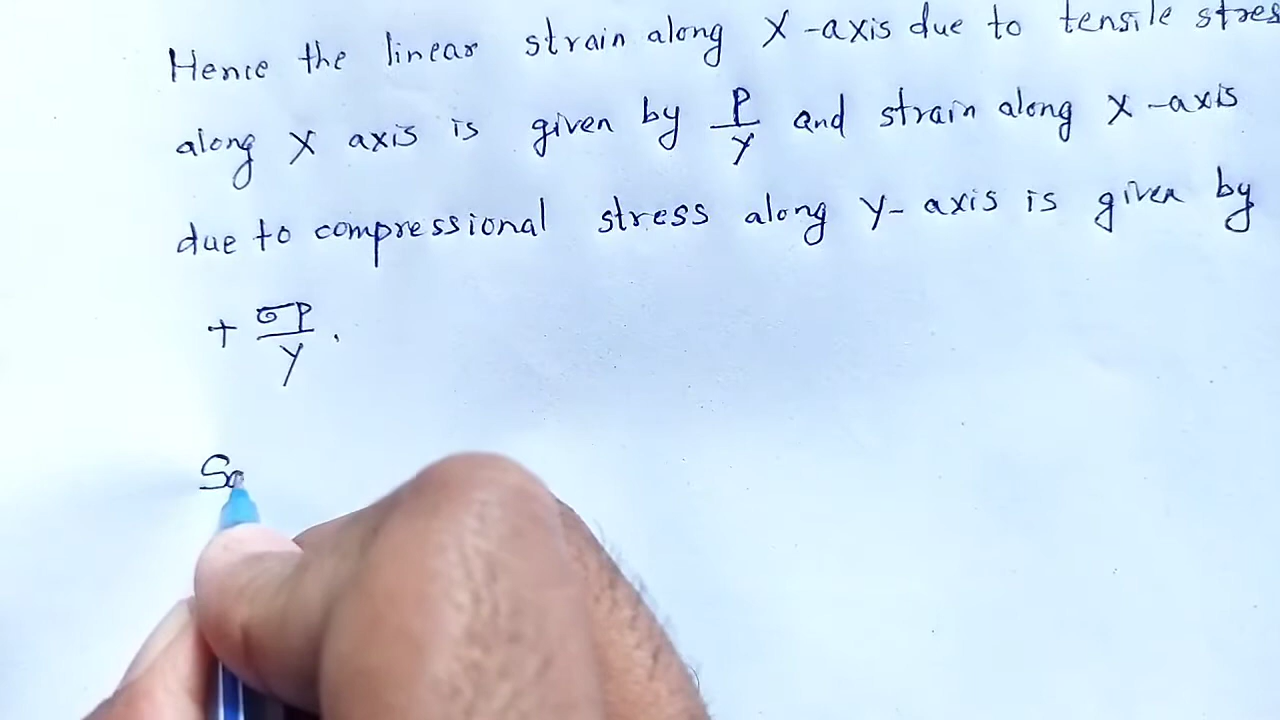 Hence the linear strain along X-axis due to tensile stres
along X axis is given by P/Y and strain along X-axis
due to compressional stress along Y-axis is given by
+ σP/Y .
So